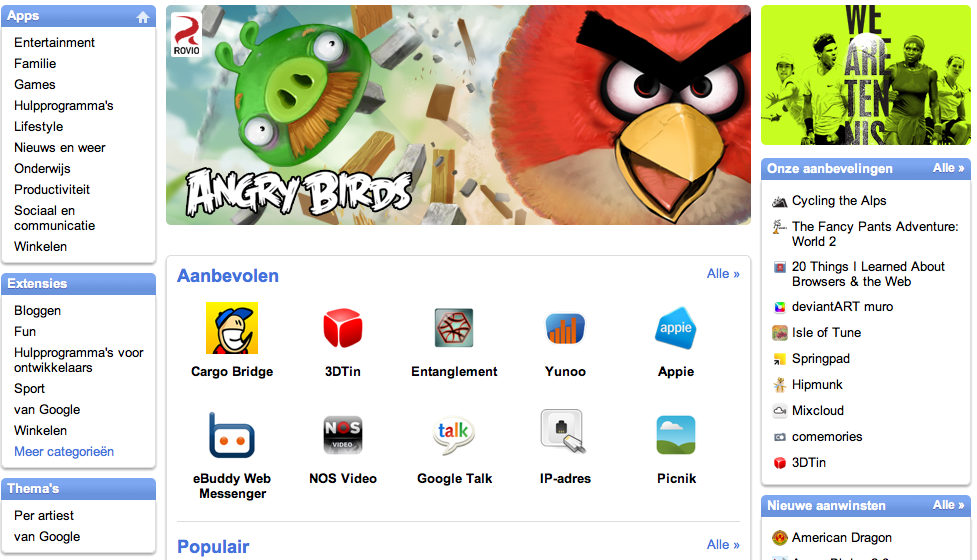 Apps
Entertainment
Familie
Games
Hulpprogramma's
Lifestyle
Nieuws en weer
Onderwijs
Productiviteit
Sociaal en
communicatie
Winkelen
Extensies
Bloggen
Fun
Hulpprogramma's voor
ontwikkelaars
Sport
van Google
Winkelen
Meer categorieën
Thema's
Per artiest
van Google
ROVIO
ANGRY BIRDS
Aanbevolen
Alle »
Cargo Bridge
3DTin
Entanglement
Yunoo
appie
Appie
eBuddy Web
Messenger
NOS
VIDEO
NOS Video
talk
Google Talk
IP-adres
Picnik
Populair
Alle »
WE
ARE
TEN
NIS
Onze aanbevelingen
Alle »
Cycling the Alps
The Fancy Pants Adventure:
World 2
20 Things I Learned About
Browsers & the Web
deviantART muro
Isle of Tune
Springpad
Hipmunk
Mixcloud
comemories
3DTin
Nieuwe aanwinsten
Alle »
American Dragon